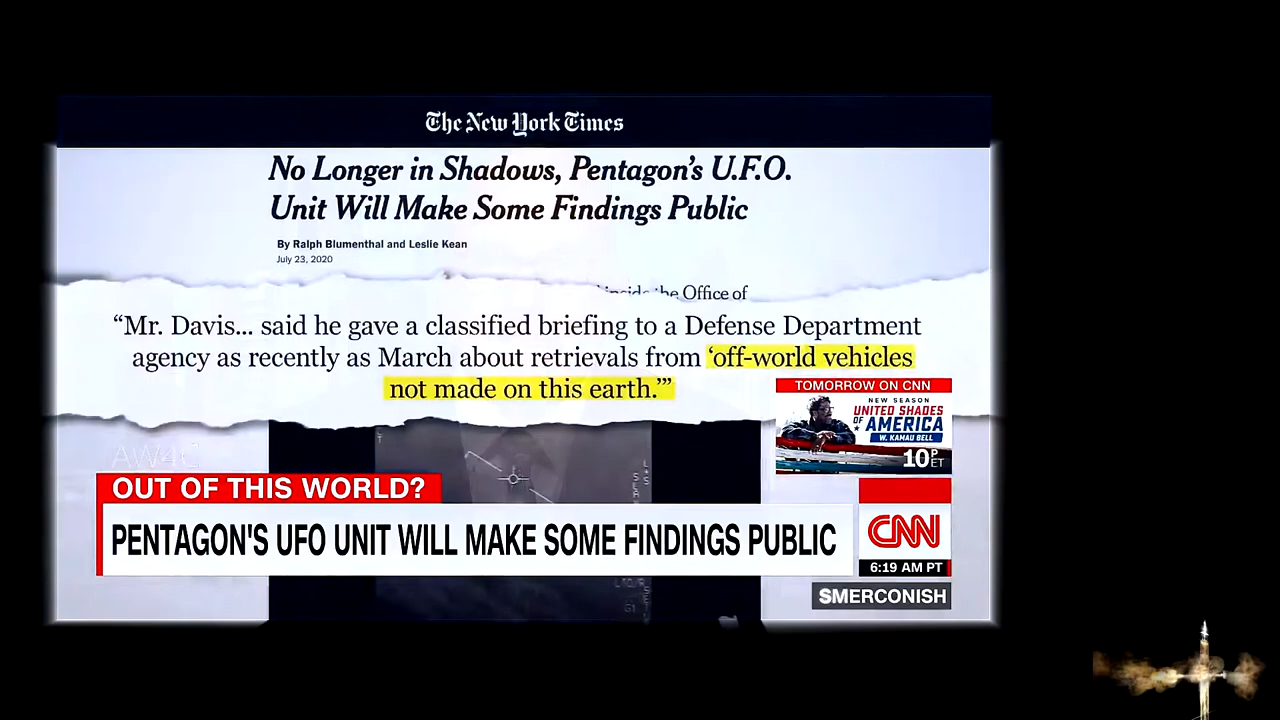 The New York Times
No Longer in Shadows, Pentagon's U.F.O.
Unit Will Make Some Findings Public
By Ralph Blumenthal and Leslie Kean
July 23, 2020
the Office of
“Mr. Davis... said he gave a classified briefing to a Defense Department
agency as recently as March about retrievals from ‘off-world vehicles
not made on this earth.’”
TOMORROW ON CNN
NEW SEASON
UNITED SHADES
OF AMERICA
W. KAMAU BELL
10P ET
OUT OF THIS WORLD?
PENTAGON'S UFO UNIT WILL MAKE SOME FINDINGS PUBLIC
CNN
6:19 AM PT
SMERCONISH